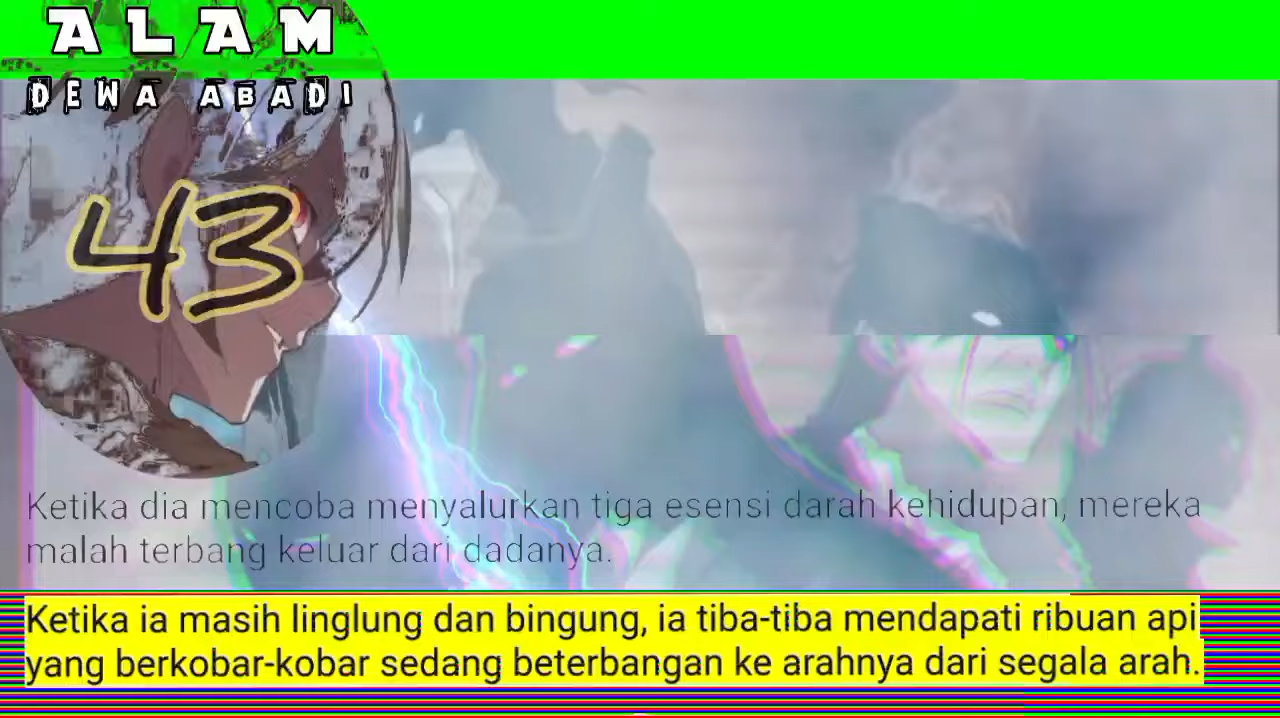 ALAM
DEWA ABADI
43
Ketika dia mencoba menyalurkan tiga esensi darah kehidupan, mereka
malah terbang keluar dari dadanya.
Ketika ia masih linglung dan bingung, ia tiba-tiba mendapati ribuan api
yang berkobar-kobar sedang beterbangan ke arahnya dari segala arah.